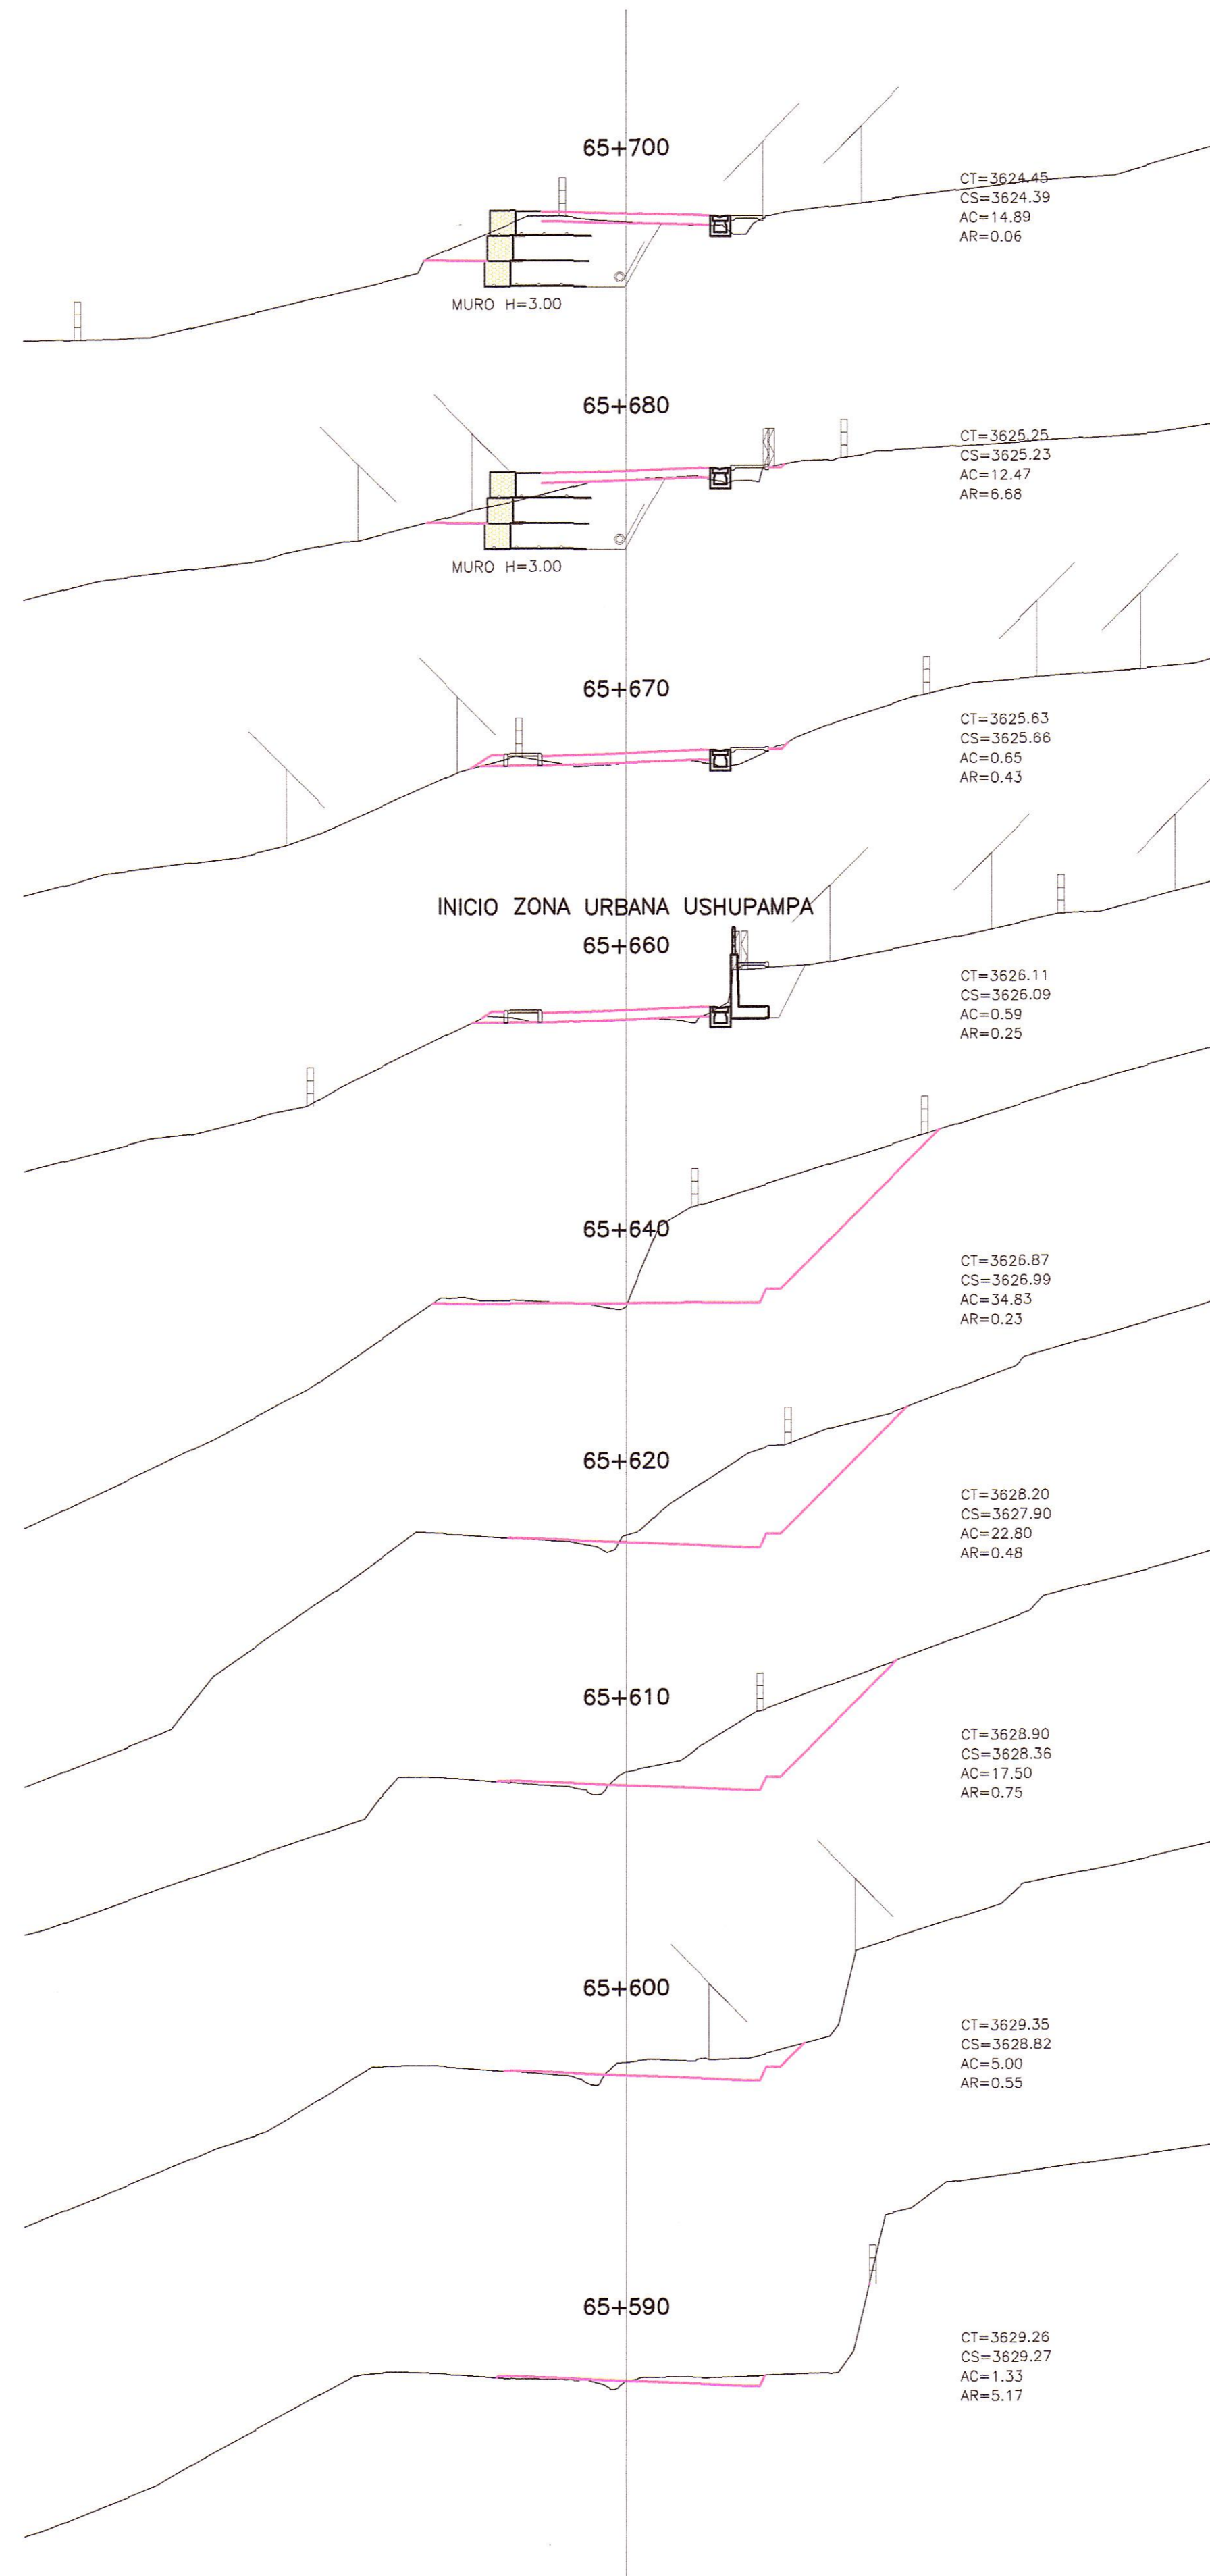 65+700
CT=3624.45
CS=3624.39
AC=14.89
AR=0.06
MURO H=3.00
65+680
CT=3625.25
CS=3625.23
AC=12.47
AR=6.68
MURO H=3.00
65+670
CT=3625.63
CS=3625.66
AC=0.65
AR=0.43
INICIO ZONA URBANA USHUPAMPA
65+660
CT=3626.11
CS=3626.09
AC=0.59
AR=0.25
65+640
CT=3626.87
CS=3626.99
AC=34.83
AR=0.23
65+620
CT=3628.20
CS=3627.90
AC=22.80
AR=0.48
65+610
CT=3628.90
CS=3628.36
AC=17.50
AR=0.75
65+600
CT=3629.35
CS=3628.82
AC=5.00
AR=0.55
65+590
CT=3629.26
CS=3629.27
AC=1.33
AR=5.17